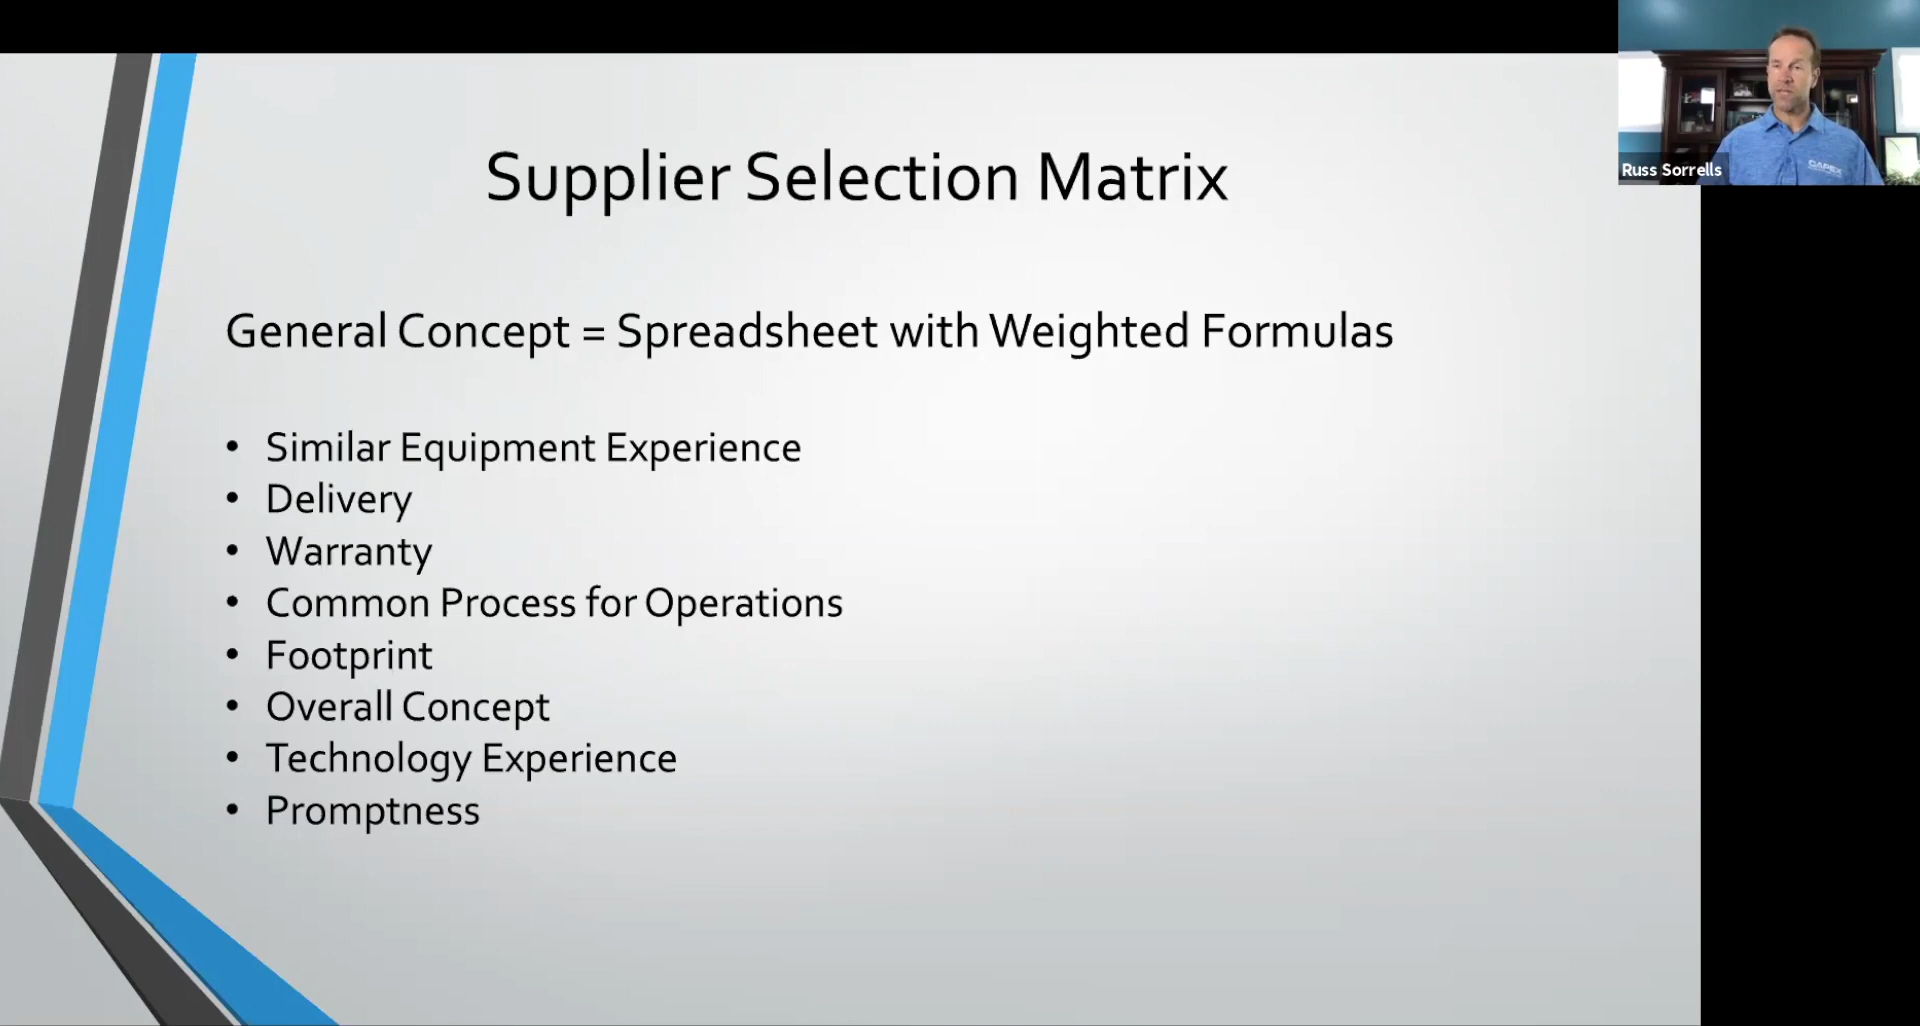 Supplier Selection Matrix
General Concept = Spreadsheet with Weighted Formulas
• Similar Equipment Experience
• Delivery
• Warranty
• Common Process for Operations
• Footprint
• Overall Concept
• Technology Experience
• Promptness
Russ Sorrells